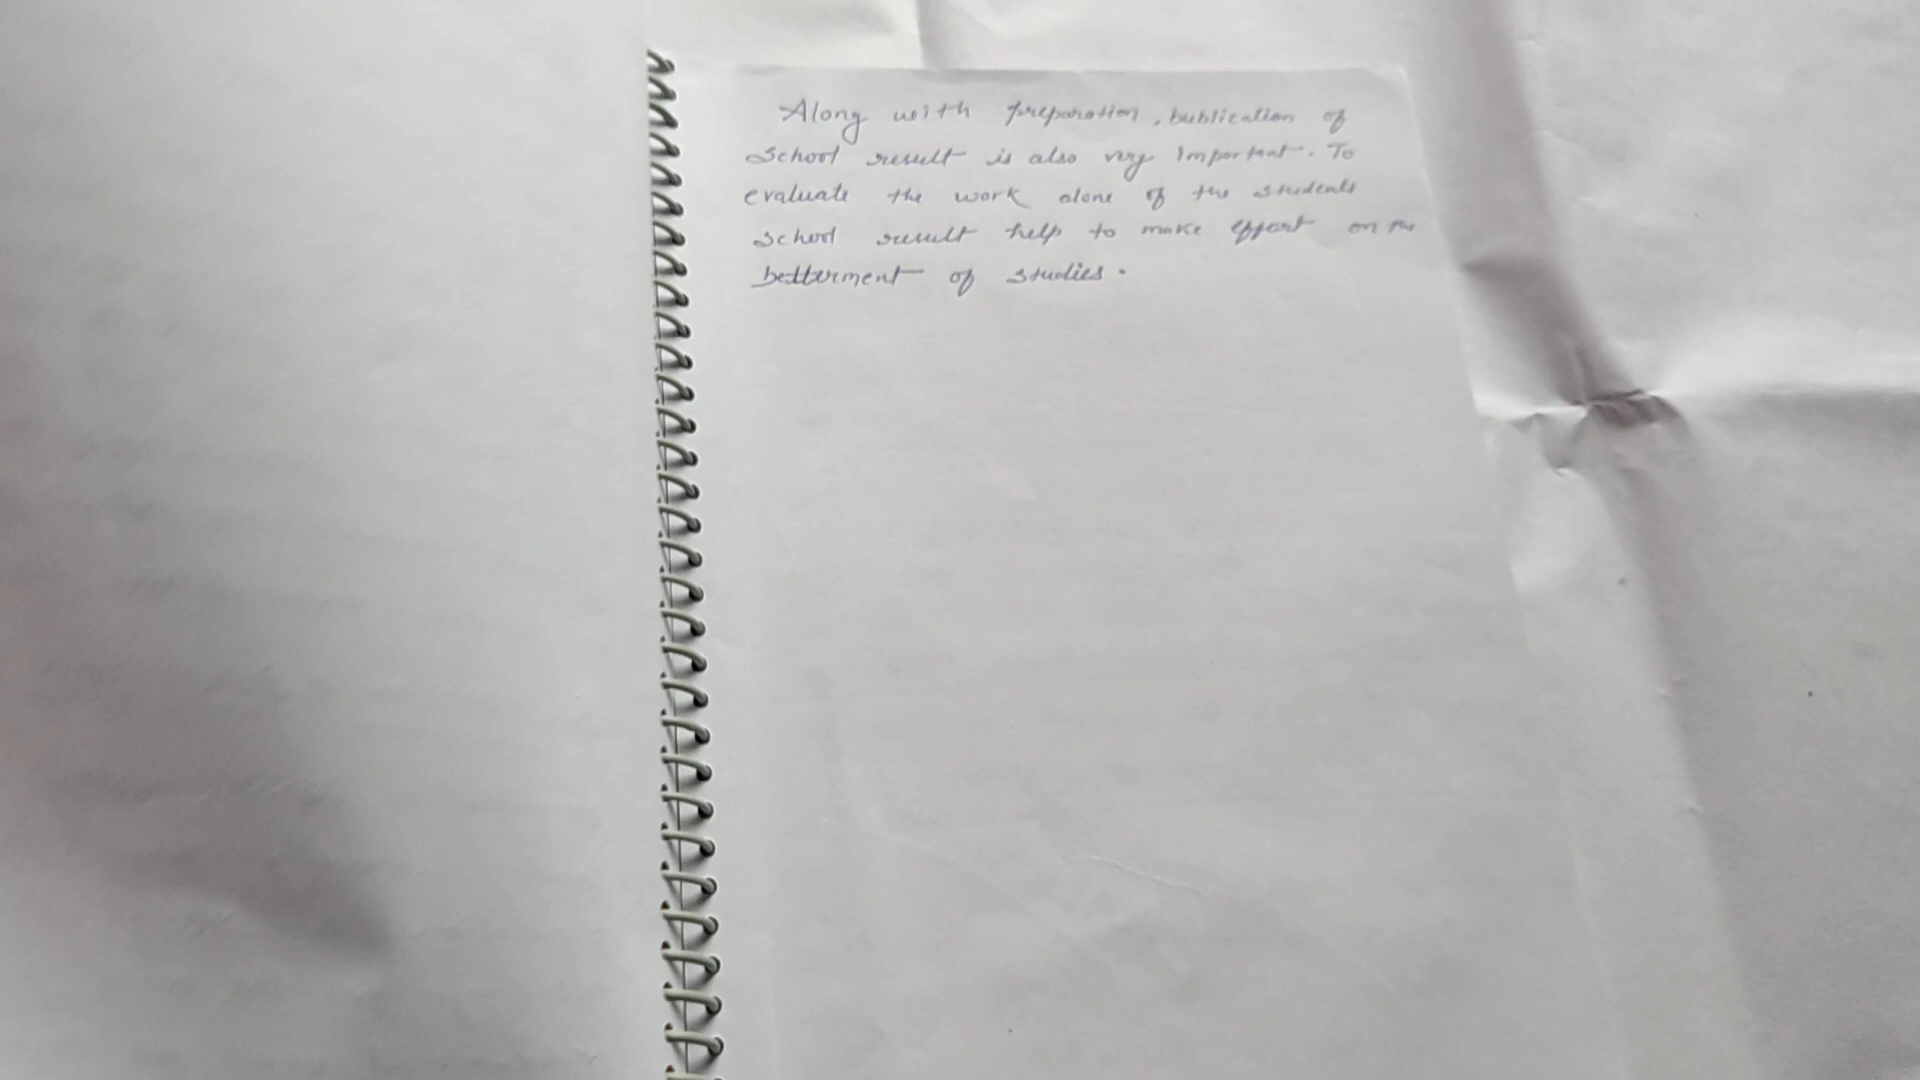 Along with preparation, publication of
School result is also very important. To
evaluate the work done of the students
School result help to make effort on the
betterment of studies.